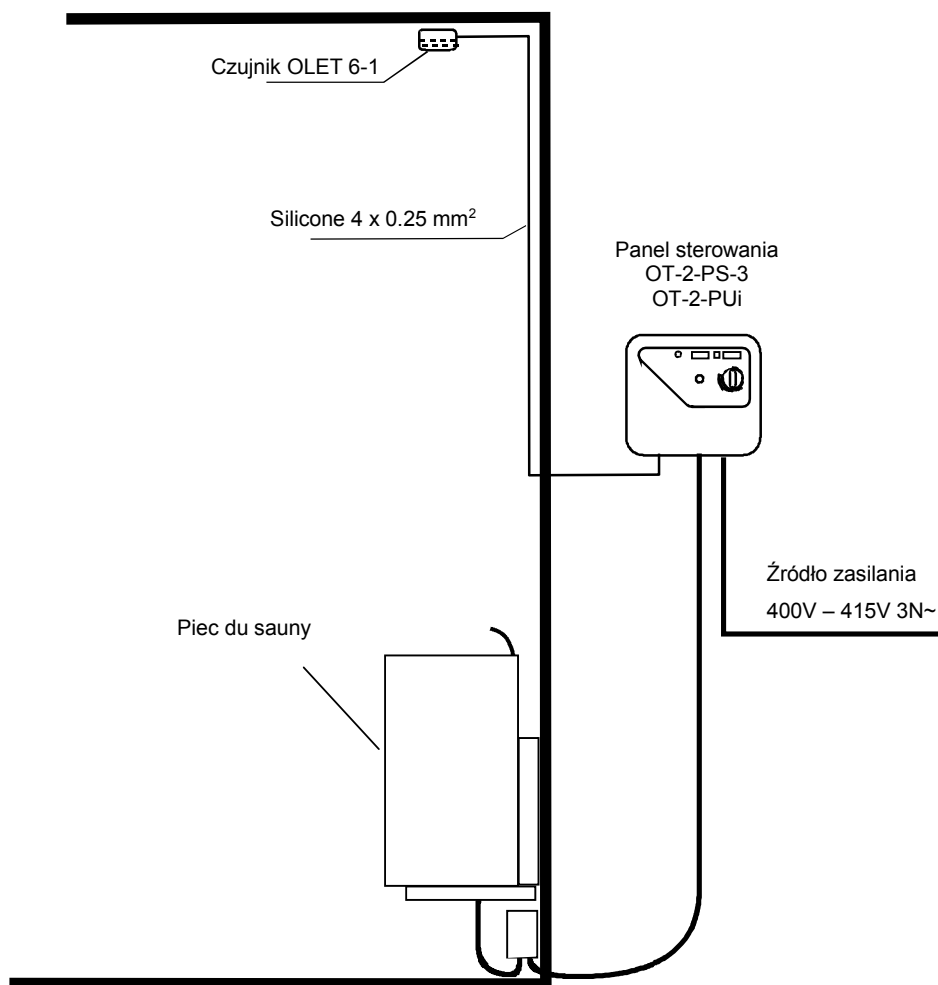 Czujnik OLET 6-1
Silicone 4 x 0.25 mm²
Panel sterowania
OT-2-PS-3
OT-2-PUi
Źródło zasilania
400V – 415V 3N~
Piec du sauny